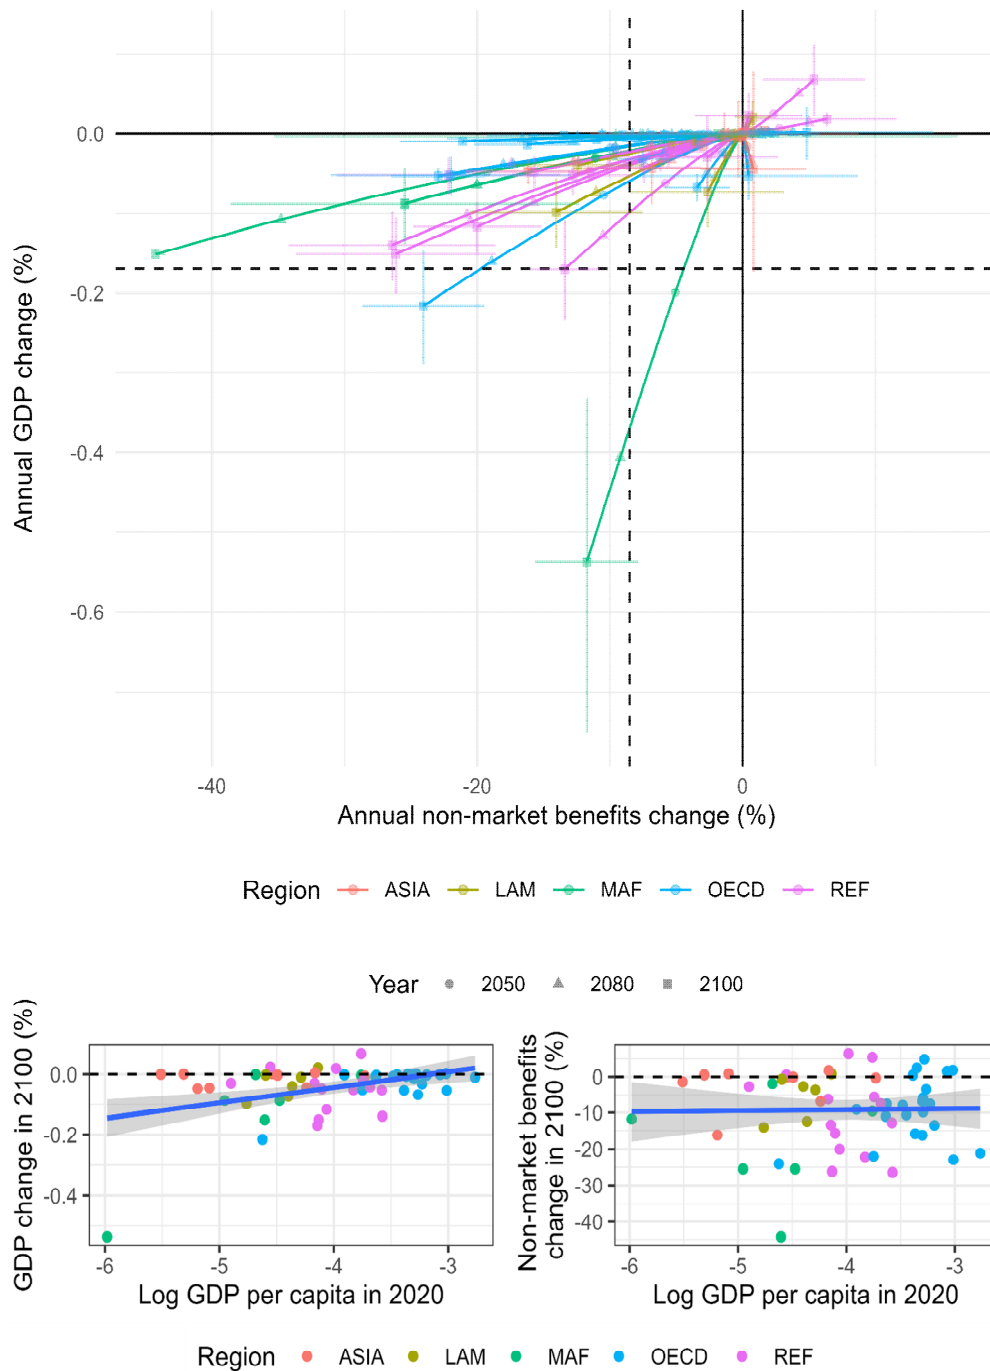 0.0
-0.2
-0.4
-0.6
Annual GDP change (%)
-40
-20
0
Annual non-market benefits change (%)
Region
ASIA
LAM
MAF
OECD
REF
Year
2050
2080
2100
GDP change in 2100 (%)
0.0
-0.2
-0.4
-6
-5
-4
-3
Log GDP per capita in 2020
Non-market benefits
change in 2100 (%)
0
-10
-20
-30
-40
-6
-5
-4
-3
Log GDP per capita in 2020
Region
ASIA
LAM
MAF
OECD
REF